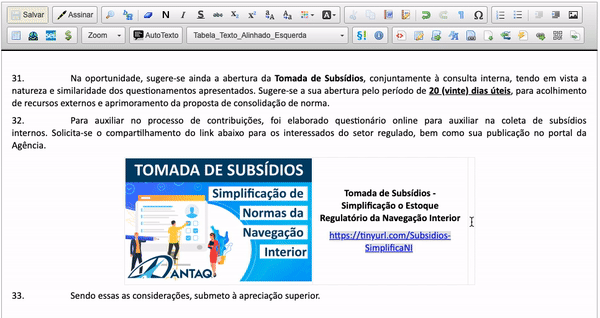 Salvar Assinar N I S abc X₂ X² aA Aa A Ω
Zoom AutoTexto Tabela_Texto_Alinhado_Esquerda §!
31. Na oportunidade, sugere-se ainda a abertura da Tomada de Subsídios, conjuntamente à consulta interna, tendo em vista a
natureza e similaridade dos questionamentos apresentados. Sugere-se a sua abertura pelo período de 20 (vinte) dias úteis, para acolhimento
de recursos externos e aprimoramento da proposta de consolidação de norma.
32. Para auxiliar no processo de contribuições, foi elaborado questionário online para auxiliar na coleta de subsídios
internos. Solicita-se o compartilhamento do link abaixo para os interessados do setor regulado, bem como sua publicação no portal da
Agência.
TOMADA DE SUBSÍDIOS
Simplificação de
Normas da
Navegação
Interior
ANTAQ
Tomada de Subsídios -
Simplificação o Estoque
Regulatório da Navegação Interior
https://tinyurl.com/Subsidios-
SimplificaNI
33. Sendo essas as considerações, submeto à apreciação superior.